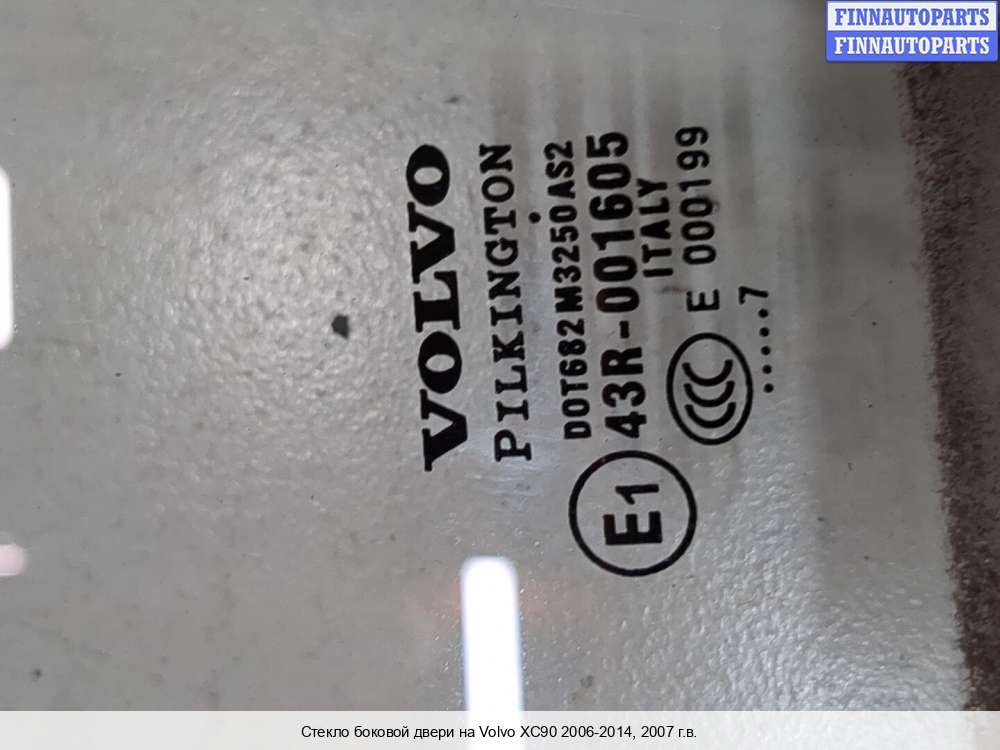 FINNAUTOPARTS
FINNAUTOPARTS
VOLVO
PILKINGTON
DOT682 M3250 AS2
E1 43R-001605
ITALY
CCC E 000199
.....7
Стекло боковой двери на Volvo XC90 2006-2014, 2007 г.в.